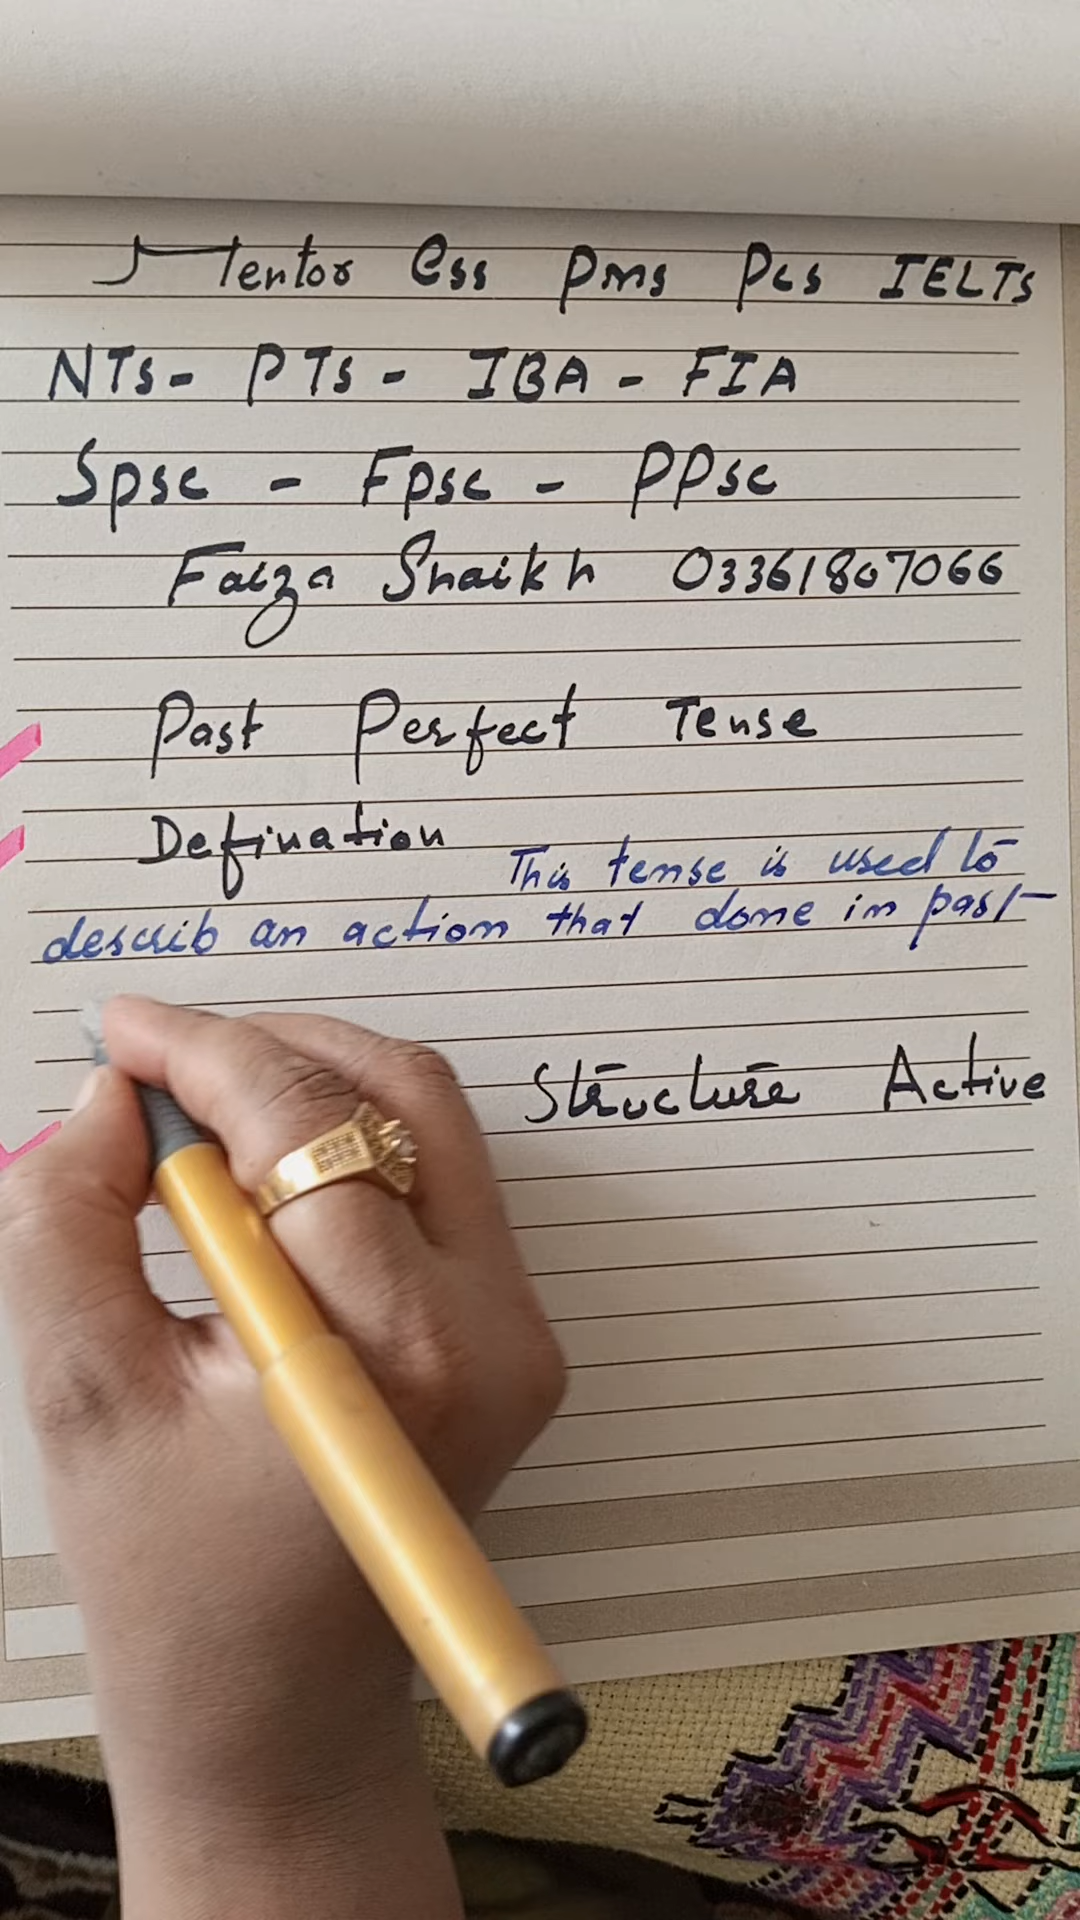 Mentor Css Pms Pcs IELTS
NTS - PTS - IBA - FIA
Spsc - Fpsc - PPsc
Faiza Shaikh 03361807066
Past Perfect Tense
Defination
This tense is used to
describ an action that done in past
Structure Active